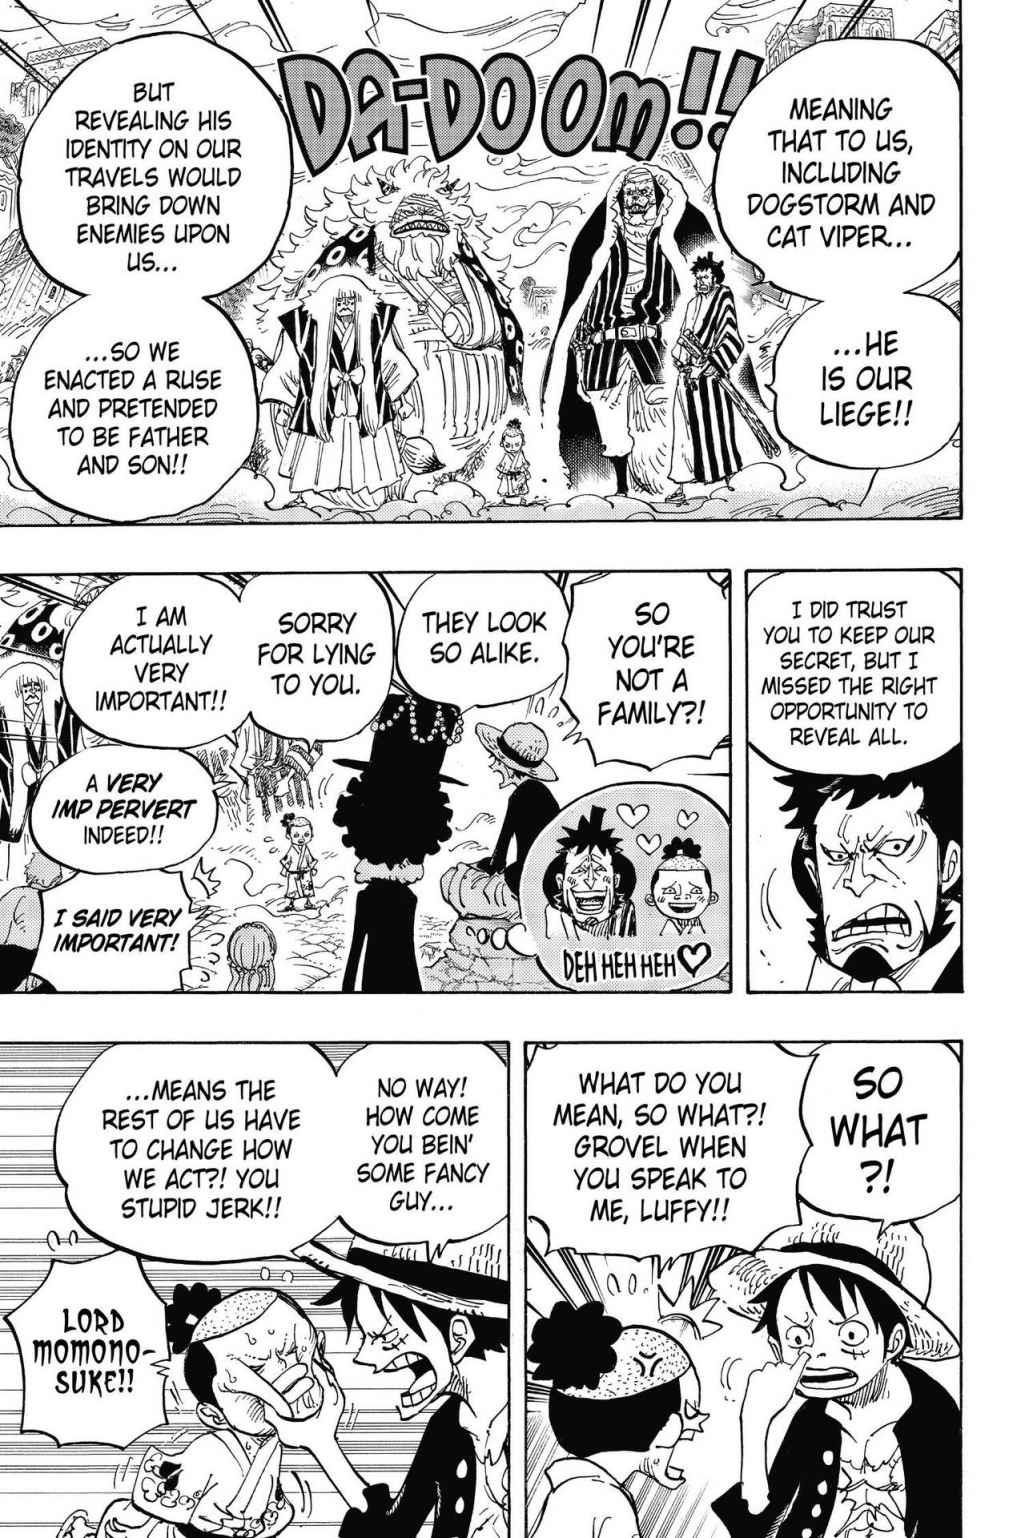 MEANING
THAT TO US,
INCLUDING
DOGSTORM AND
CAT VIPER...
...HE
IS OUR
LIEGE!!
DA-DOOM!!
BUT
REVEALING HIS
IDENTITY ON OUR
TRAVELS WOULD
BRING DOWN
ENEMIES UPON
US...
...SO WE
ENACTED A RUSE
AND PRETENDED
TO BE FATHER
AND SON!!
I DID TRUST
YOU TO KEEP OUR
SECRET, BUT I
MISSED THE RIGHT
OPPORTUNITY TO
REVEAL ALL.
SO
YOU'RE
NOT A
FAMILY?!
DEH HEH HEH♡
THEY LOOK
SO ALIKE.
SORRY
FOR LYING
TO YOU.
I AM
ACTUALLY
VERY
IMPORTANT!!
A VERY
IMP PERVERT
INDEED!!
I SAID VERY
IMPORTANT!
SO
WHAT
?!
WHAT DO YOU
MEAN, SO WHAT?!
GROVEL WHEN
YOU SPEAK TO
ME, LUFFY!!
NO WAY!
HOW COME
YOU BEIN'
SOME FANCY
GUY...
...MEANS THE
REST OF US HAVE
TO CHANGE HOW
WE ACT?! YOU
STUPID JERK!!
LORD
MOMONO-
SUKE!!